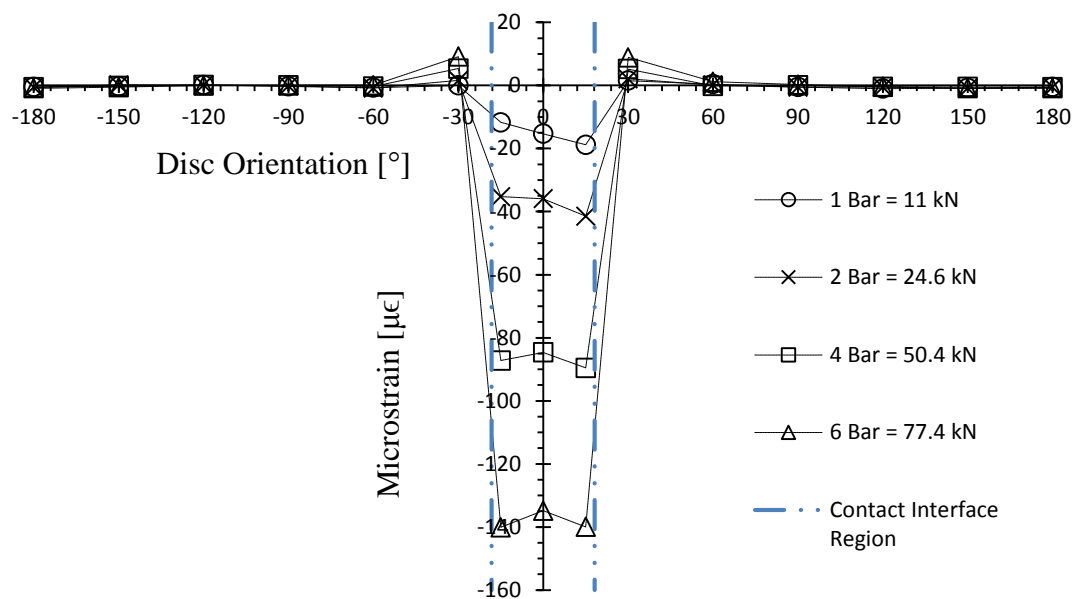 20
0
-180 -150 -120 -90 -60 -30 0 30 60 90 120 150 180
-20
Disc Orientation [°]
-40
-60
-80
-100
-120
-140
-160
Microstrain [µє]
1 Bar = 11 kN
2 Bar = 24.6 kN
4 Bar = 50.4 kN
6 Bar = 77.4 kN
Contact Interface
Region